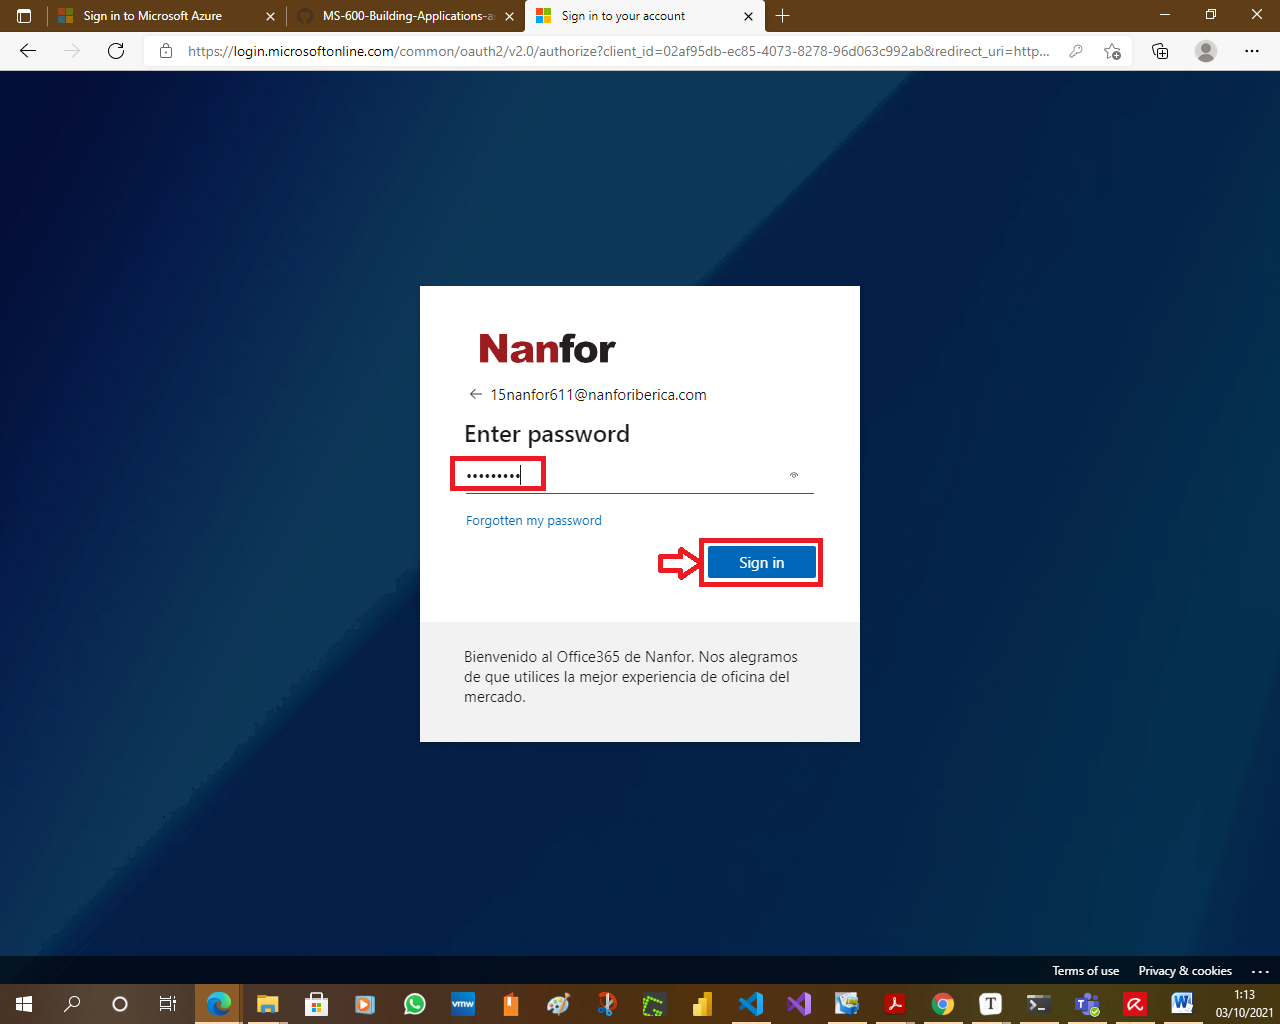 Sign in to Microsoft Azure
MS-600-Building-Applications-a
Sign in to your account
https://login.microsoftonline.com/common/oauth2/v2.0/authorize?client_id=02af95db-ec85-4073-8278-96d063c992ab&redirect_uri=http...
Nanfor
15nanfor611@nanforiberica.com
Enter password
•••••••••
Forgotten my password
Sign in
Bienvenido al Office365 de Nanfor. Nos alegramos
de que utilices la mejor experiencia de oficina del
mercado.
Terms of use
Privacy & cookies
vmw
T
W
1:13
03/10/2021